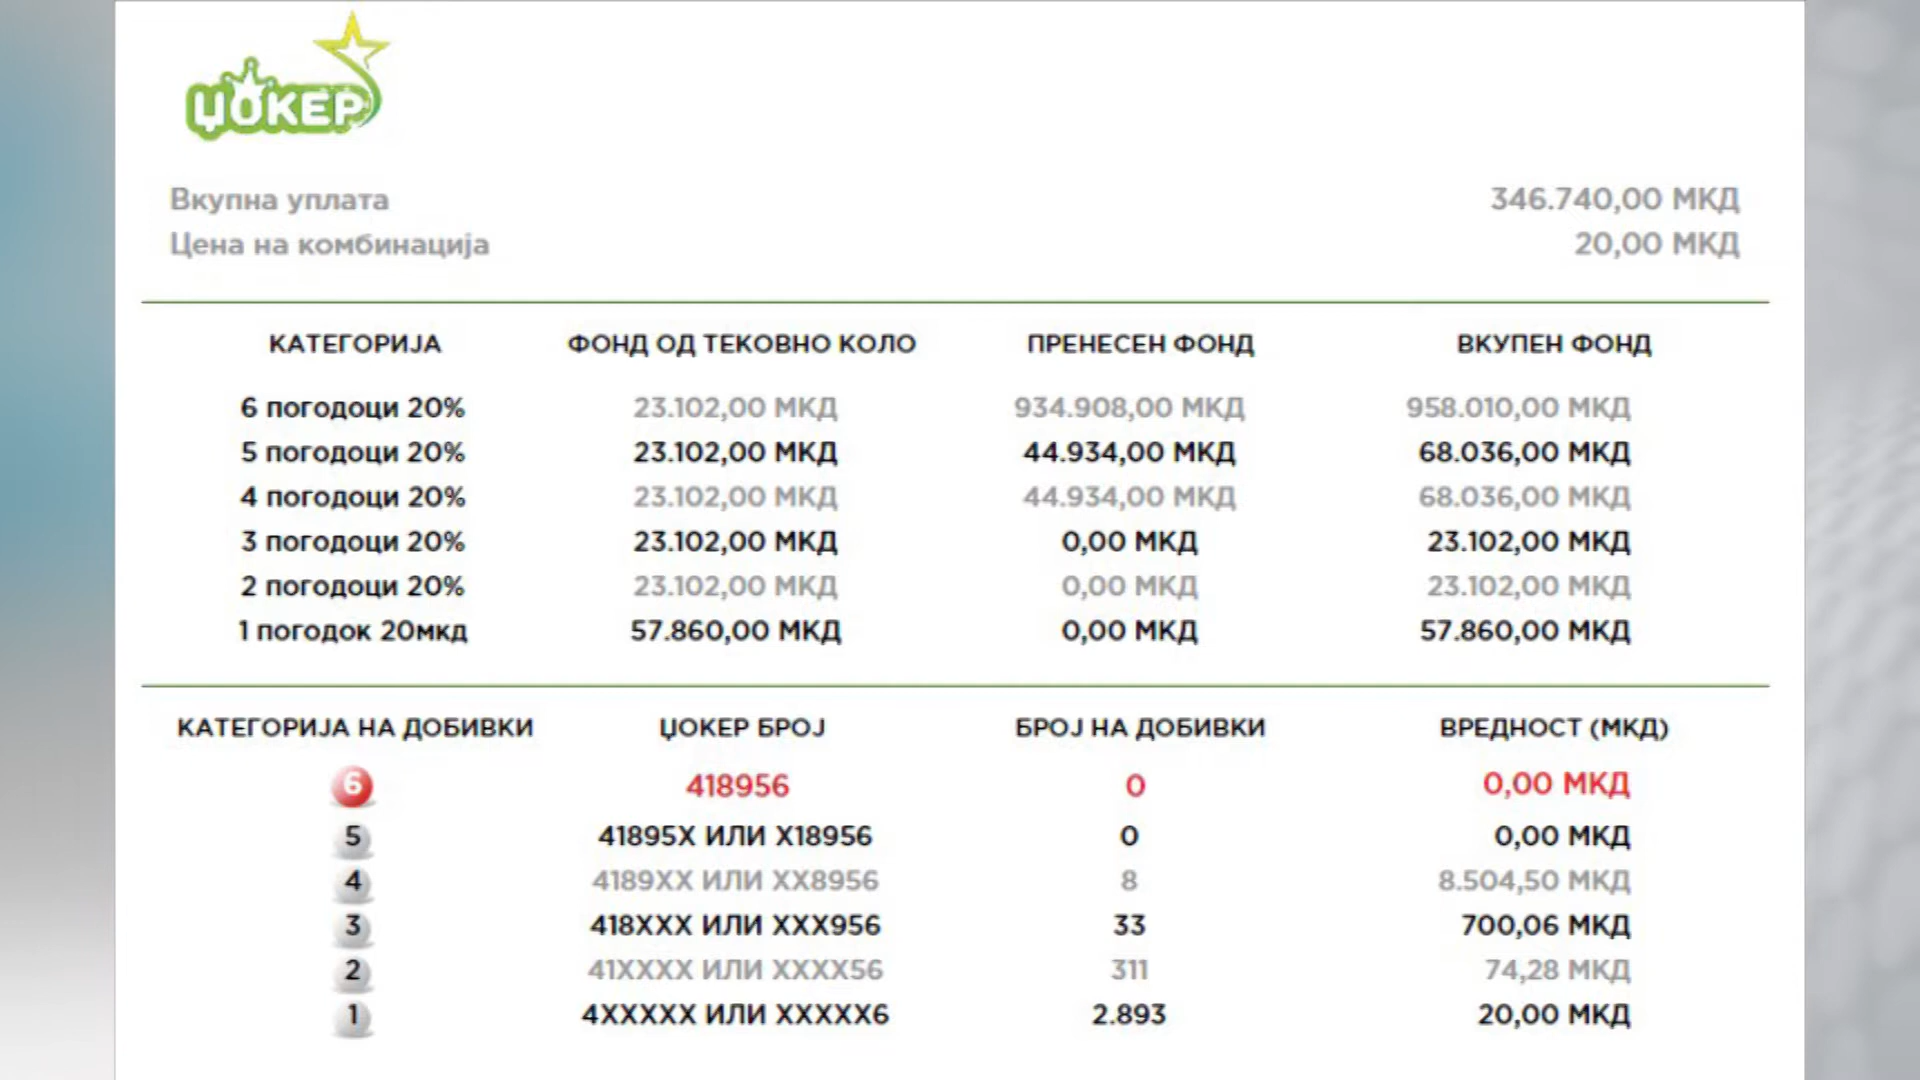 ЏОКЕР
Вкупна уплата 346.740,00 МКД
Цена на комбинација 20,00 МКД
КАТЕГОРИЈА ФОНД ОД ТЕКОВНО КОЛО ПРЕНЕСЕН ФОНД ВКУПЕН ФОНД
6 погодоци 20% 23.102,00 МКД 934.908,00 МКД 958.010,00 МКД
5 погодоци 20% 23.102,00 МКД 44.934,00 МКД 68.036,00 МКД
4 погодоци 20% 23.102,00 МКД 44.934,00 МКД 68.036,00 МКД
3 погодоци 20% 23.102,00 МКД 0,00 МКД 23.102,00 МКД
2 погодоци 20% 23.102,00 МКД 0,00 МКД 23.102,00 МКД
1 погодок 20мкд 57.860,00 МКД 0,00 МКД 57.860,00 МКД
КАТЕГОРИЈА НА ДОБИВКИ ЏОКЕР БРОЈ БРОЈ НА ДОБИВКИ ВРЕДНОСТ (МКД)
6 418956 0 0,00 МКД
5 41895X ИЛИ X18956 0 0,00 МКД
4 4189XX ИЛИ XX8956 8 8.504,50 МКД
3 418XXX ИЛИ XXX956 33 700,06 МКД
2 41XXXX ИЛИ XXXX56 311 74,28 МКД
1 4XXXXX ИЛИ XXXXX6 2.893 20,00 МКД